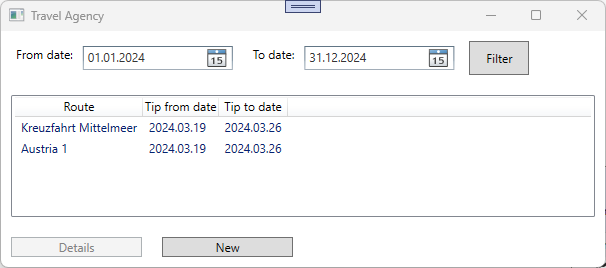 Travel Agency
From date: 01.01.2024 15 To date: 31.12.2024 15 Filter
Route Tip from date Tip to date
Kreuzfahrt Mittelmeer 2024.03.19 2024.03.26
Austria 1 2024.03.19 2024.03.26
Details New